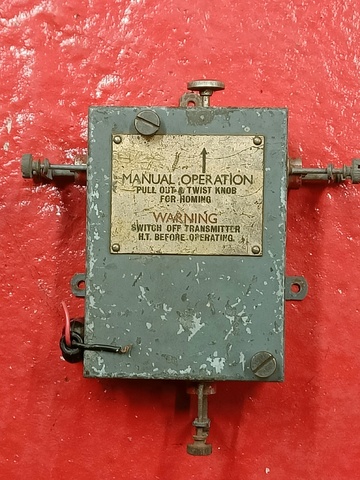 MANUAL OPERATION
PULL OUT & TWIST KNOB
FOR HOMING
WARNING
SWITCH OFF TRANSMITTER
H.T. BEFORE OPERATING.